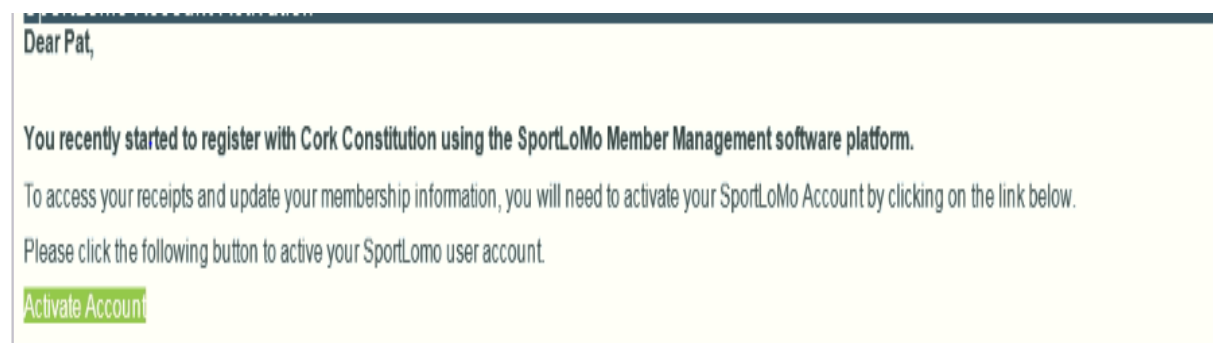 Dear Pat,
You recently started to register with Cork Constitution using the SportLoMo Member Management software platform.
To access your receipts and update your membership information, you will need to activate your SportLoMo Account by clicking on the link below.
Please click the following button to active your SportLomo user account.
Activate Account